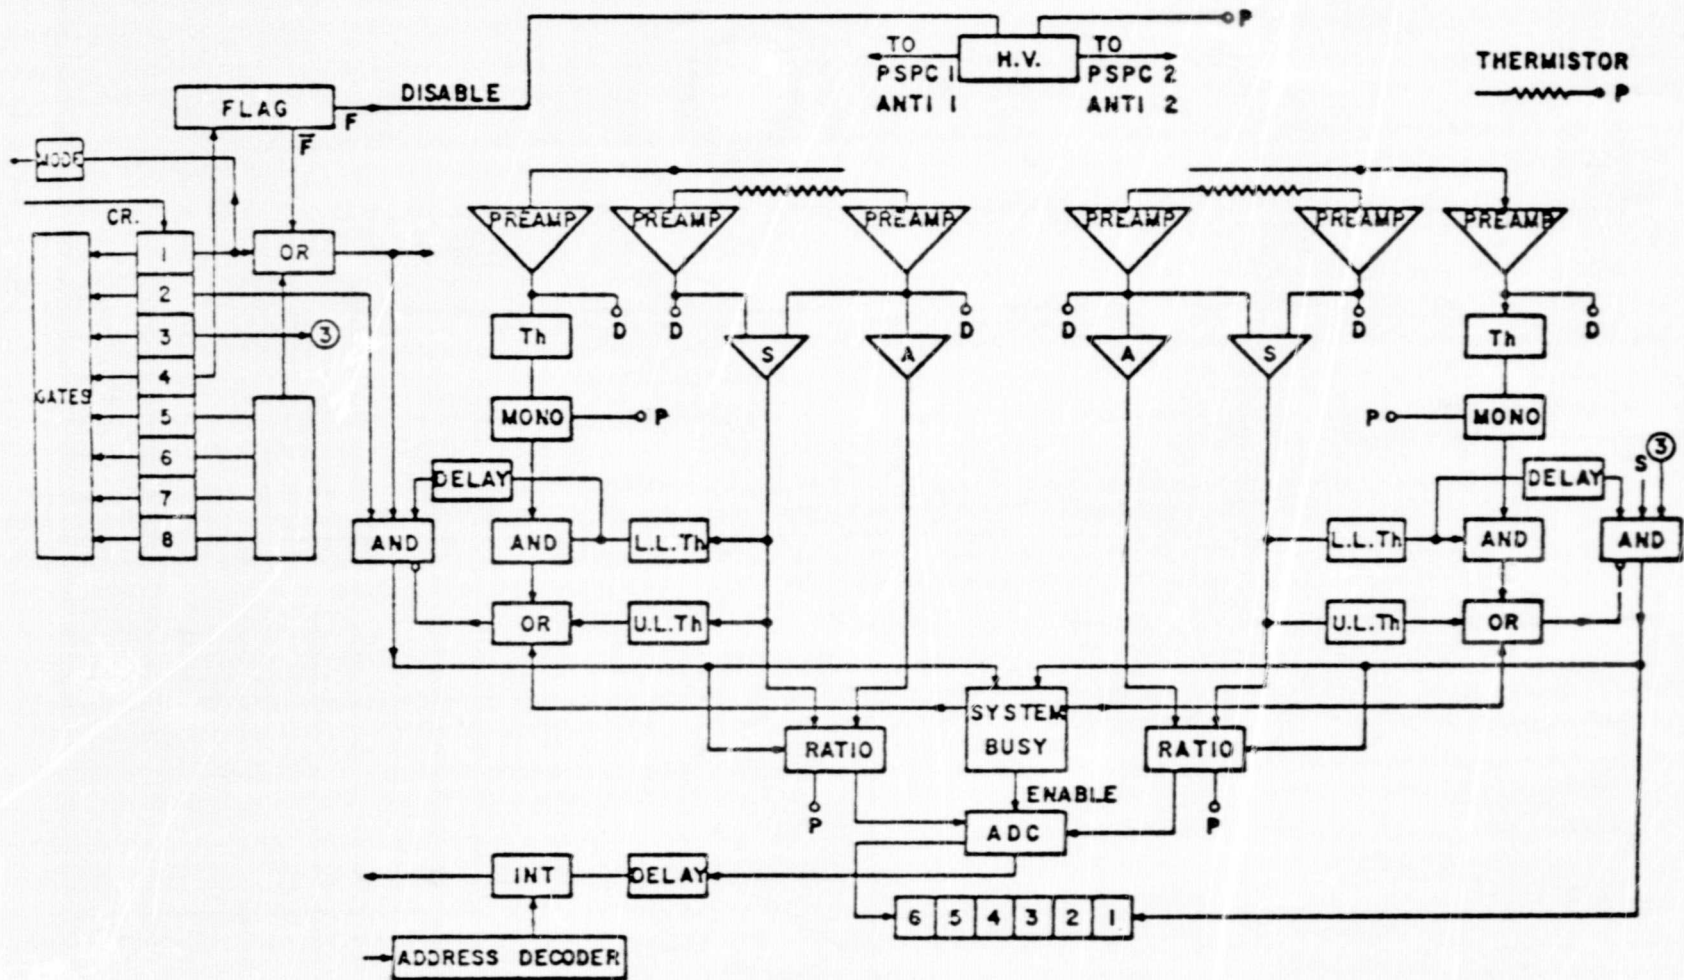 P
H.V.
TO
PSPC 1
ANTI 1
TO
PSPC 2
ANTI 2
THERMISTOR
P
FLAG
DISABLE
F
F̅
MODE
CR.
GATES
1
2
3
4
5
6
7
8
OR
③
PREAMP
PREAMP
PREAMP
PREAMP
PREAMP
PREAMP
D
D
D
D
D
D
Th
S
A
A
S
Th
MONO
P
P
MONO
DELAY
DELAY
S
③
AND
AND
L.L.Th
L.L.Th
AND
AND
OR
U.L.Th
U.L.Th
OR
SYSTEM
BUSY
RATIO
RATIO
P
P
ENABLE
ADC
INT
DELAY
6 5 4 3 2 1
ADDRESS DECODER